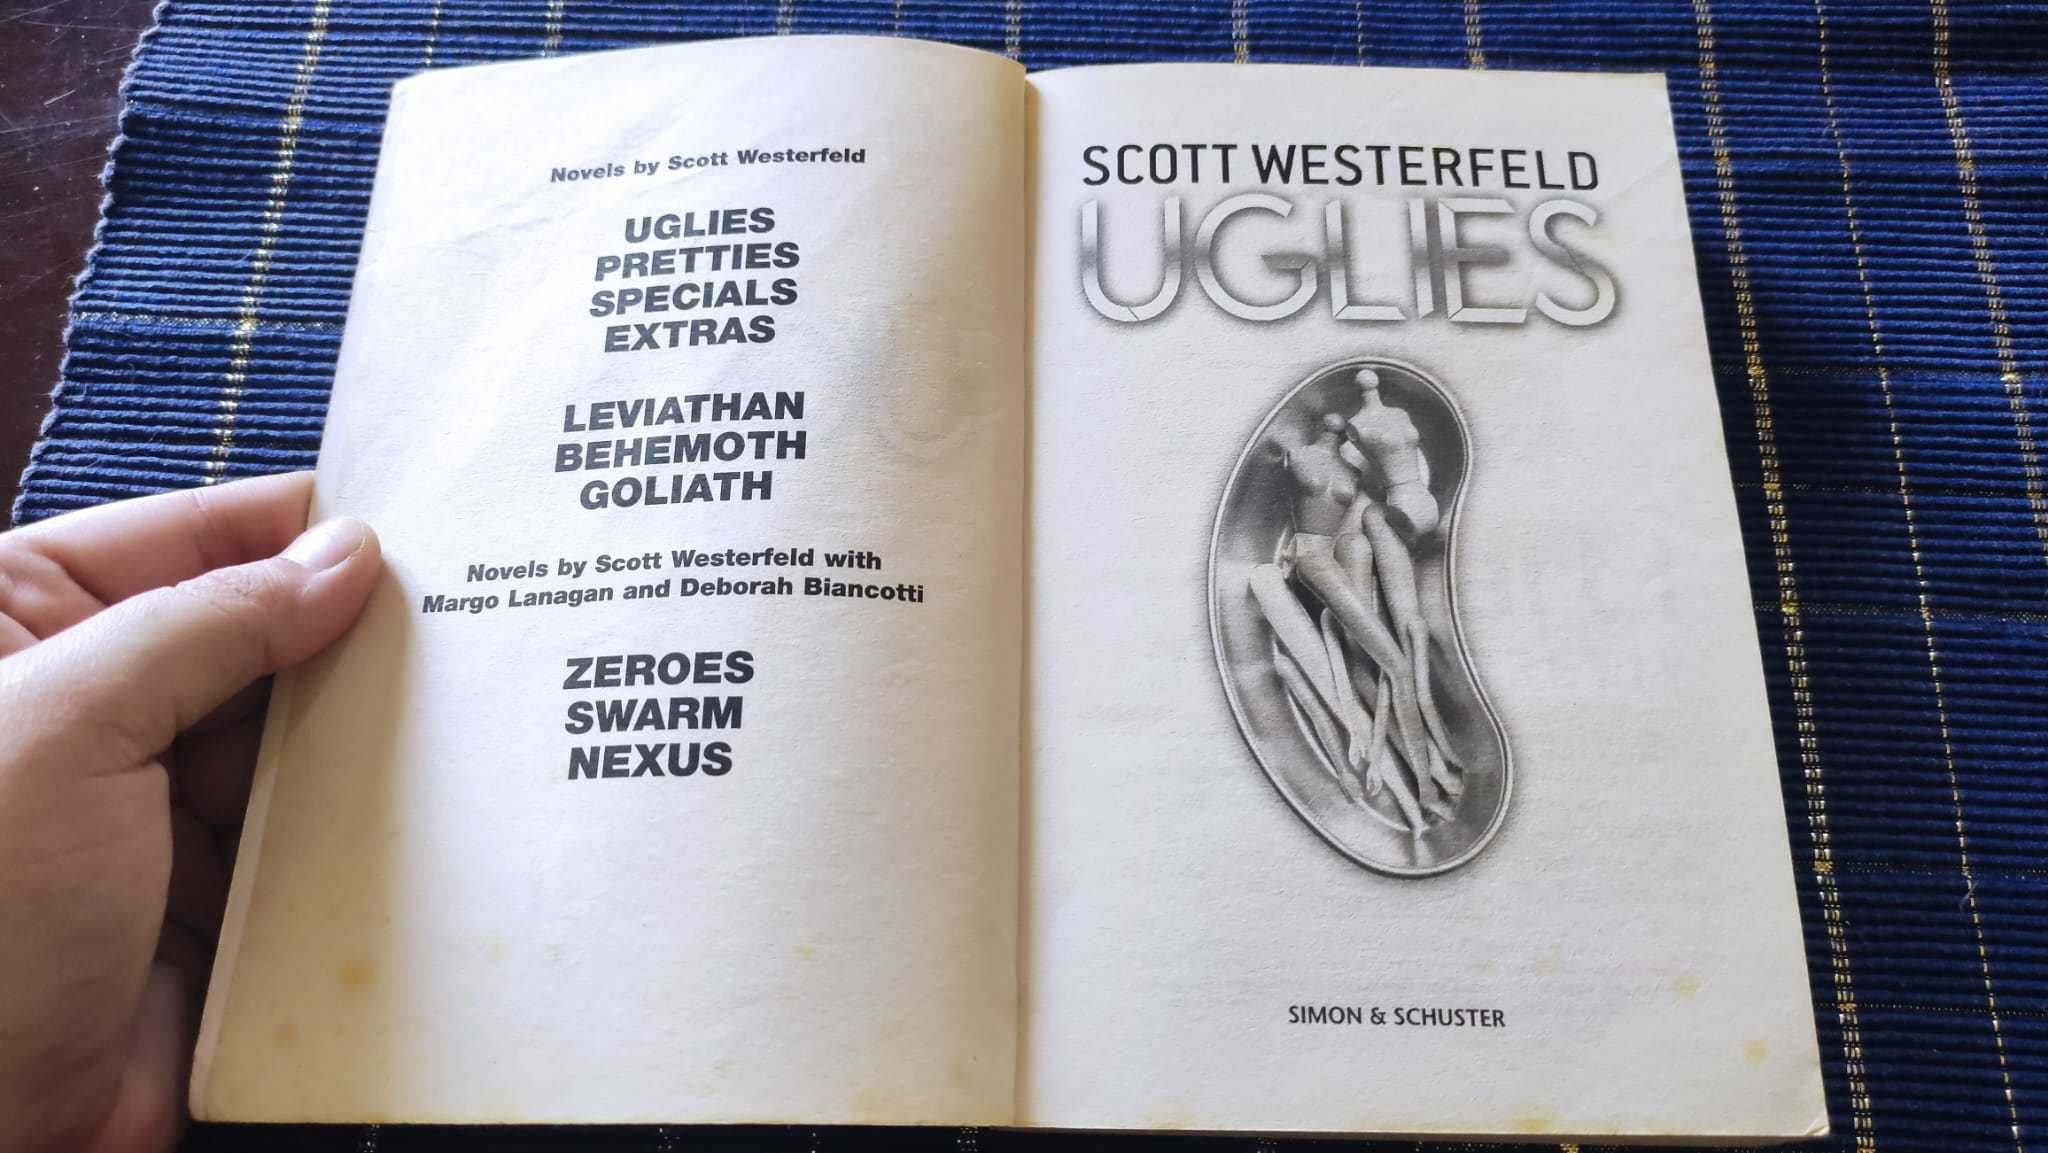 Novels by Scott Westerfeld
UGLIES
PRETTIES
SPECIALS
EXTRAS
LEVIATHAN
BEHEMOTH
GOLIATH
Novels by Scott Westerfeld with
Margo Lanagan and Deborah Biancotti
ZEROES
SWARM
NEXUS
SCOTT WESTERFELD
UGLIES
SIMON & SCHUSTER